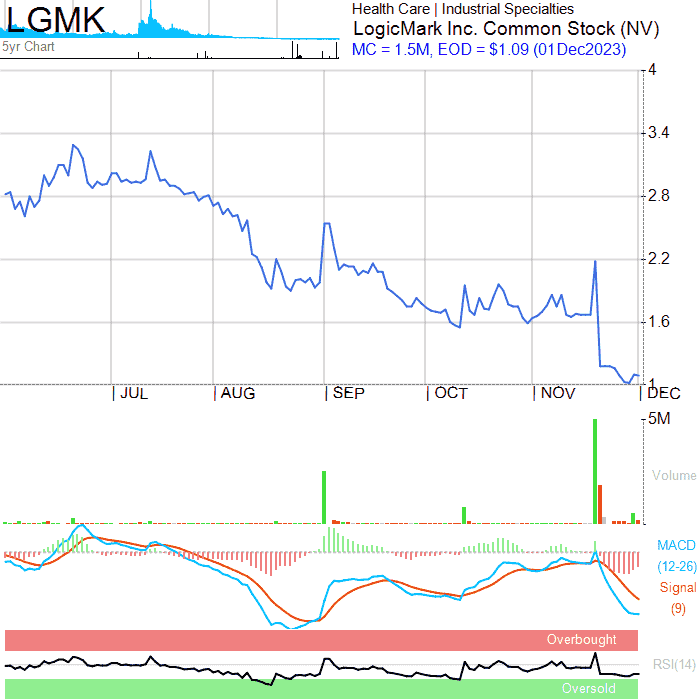 LGMK
Health Care | Industrial Specialties
LogicMark Inc. Common Stock (NV)
5yr Chart
MC = 1.5M, EOD = $1.09 (01Dec2023)
4
3.4
2.8
2.2
1.6
1
JUL
AUG
SEP
OCT
NOV
DEC
5M
Volume
MACD
(12-26)
Signal
(9)
Overbought
RSI(14)
Oversold